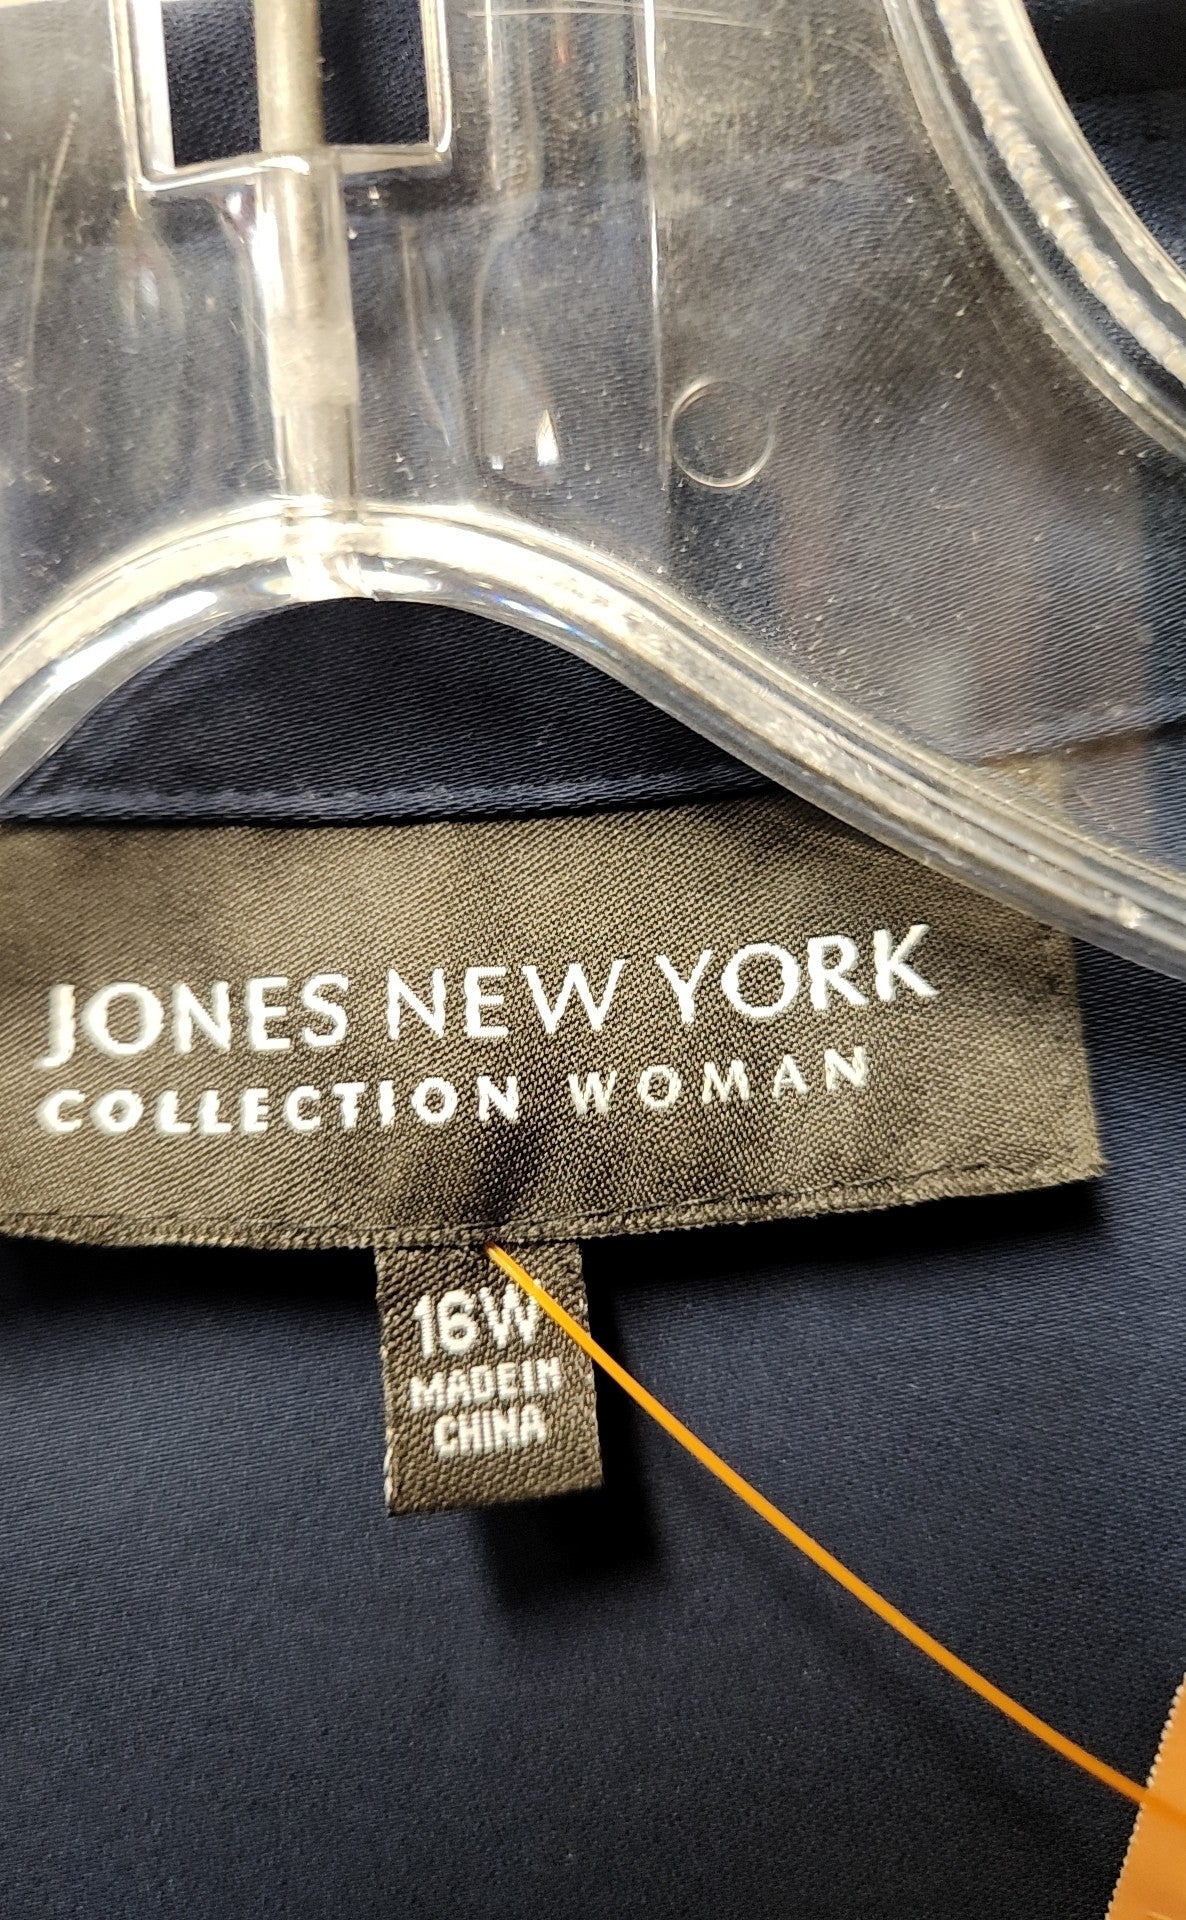 JONES NEW YORK
COLLECTION WOMAN
16W
MADE IN
CHINA